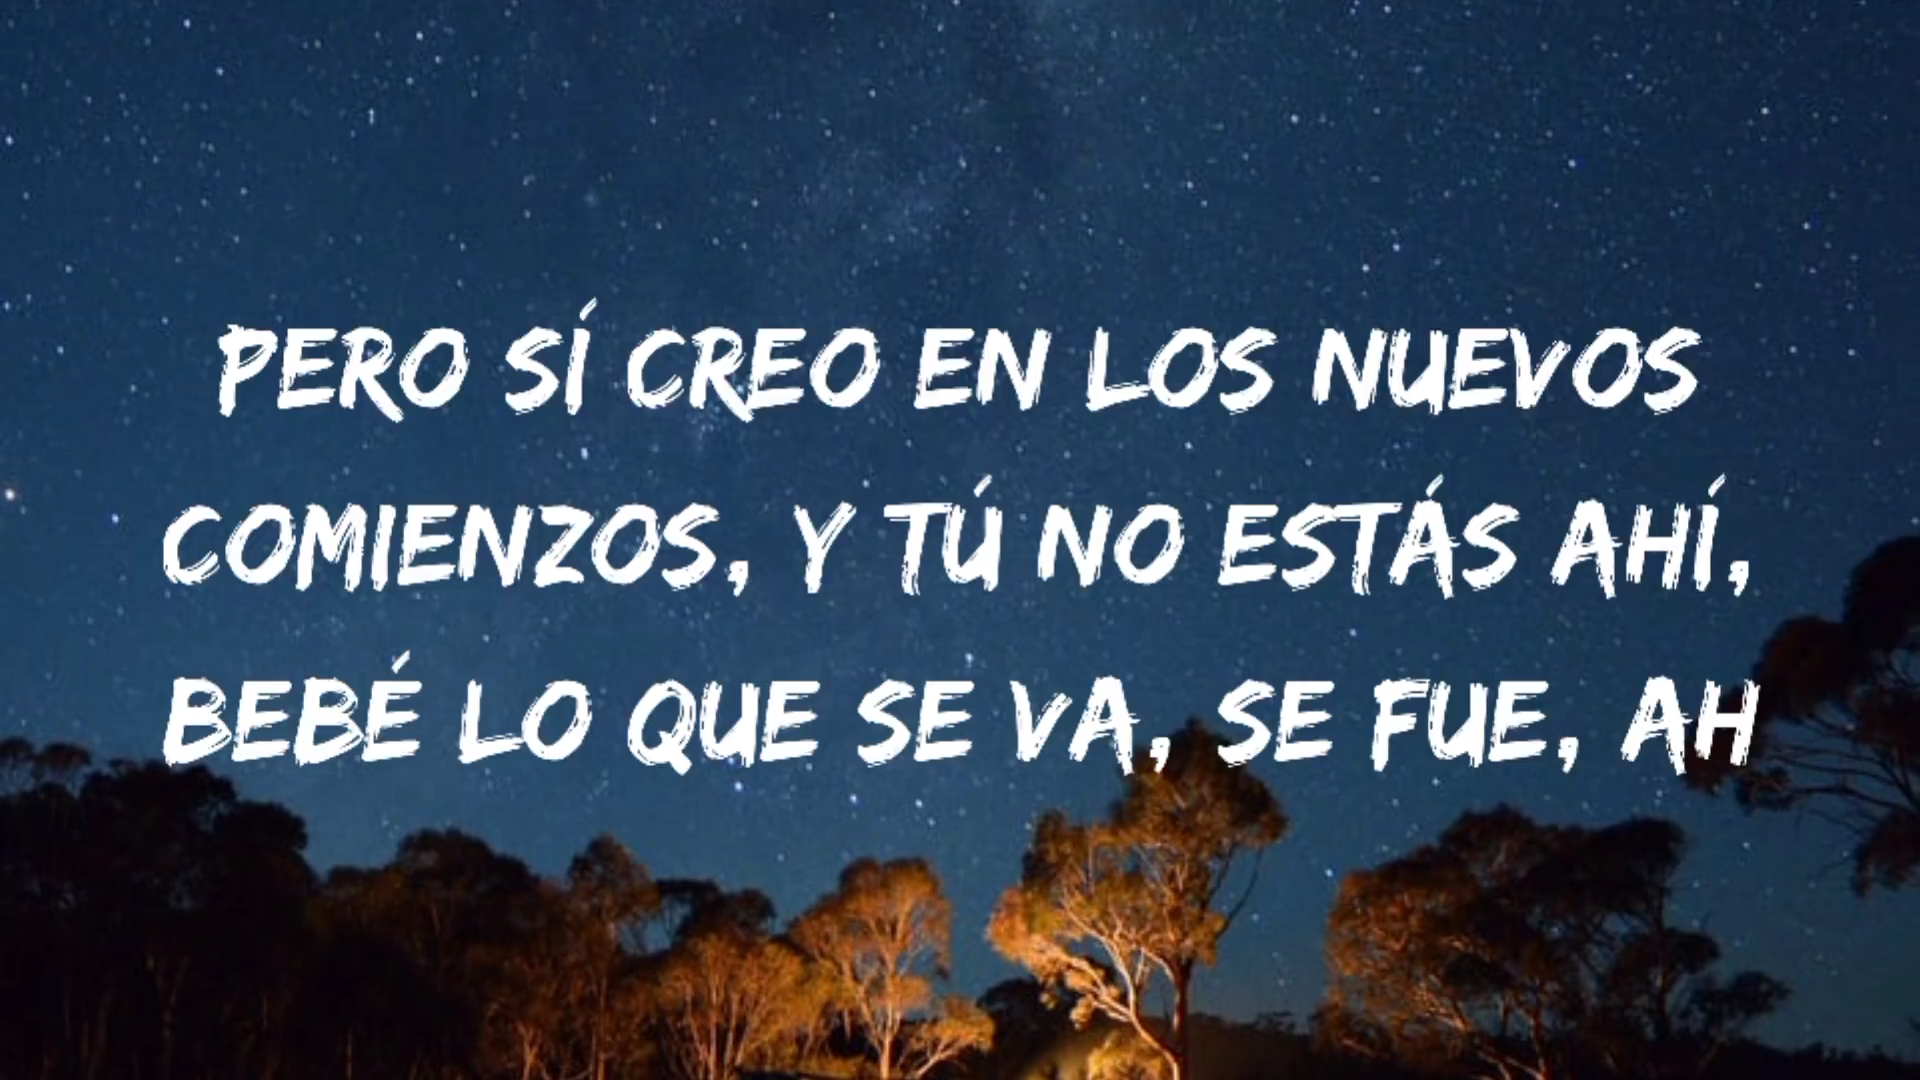 PERO SÍ CREO EN LOS NUEVOS
COMIENZOS, Y TÚ NO ESTÁS AHÍ,
BEBÉ LO QUE SE VA, SE FUE, AH